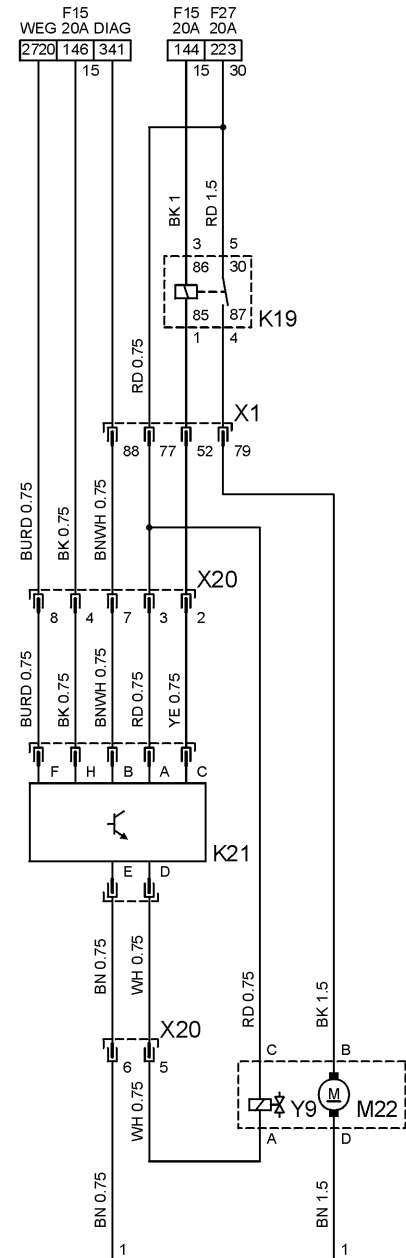 F15 F15 F27
WEG 20A DIAG 20A 20A
2720 146 341 144 223
15 15 30
BK 1
RD 1.5
3 5
86 30
85 87
K19
1 4
RD 0.75
X1
88 77 52 79
BURD 0.75
BK 0.75
BNWH 0.75
X20
8 4 7 3 2
BURD 0.75
BK 0.75
BNWH 0.75
RD 0.75
YE 0.75
F H B A C
K21
E D
BN 0.75
WH 0.75
RD 0.75
BK 1.5
X20
6 5
C B
WH 0.75
M
Y9 M22
A D
BN 0.75
BN 1.5
1 1